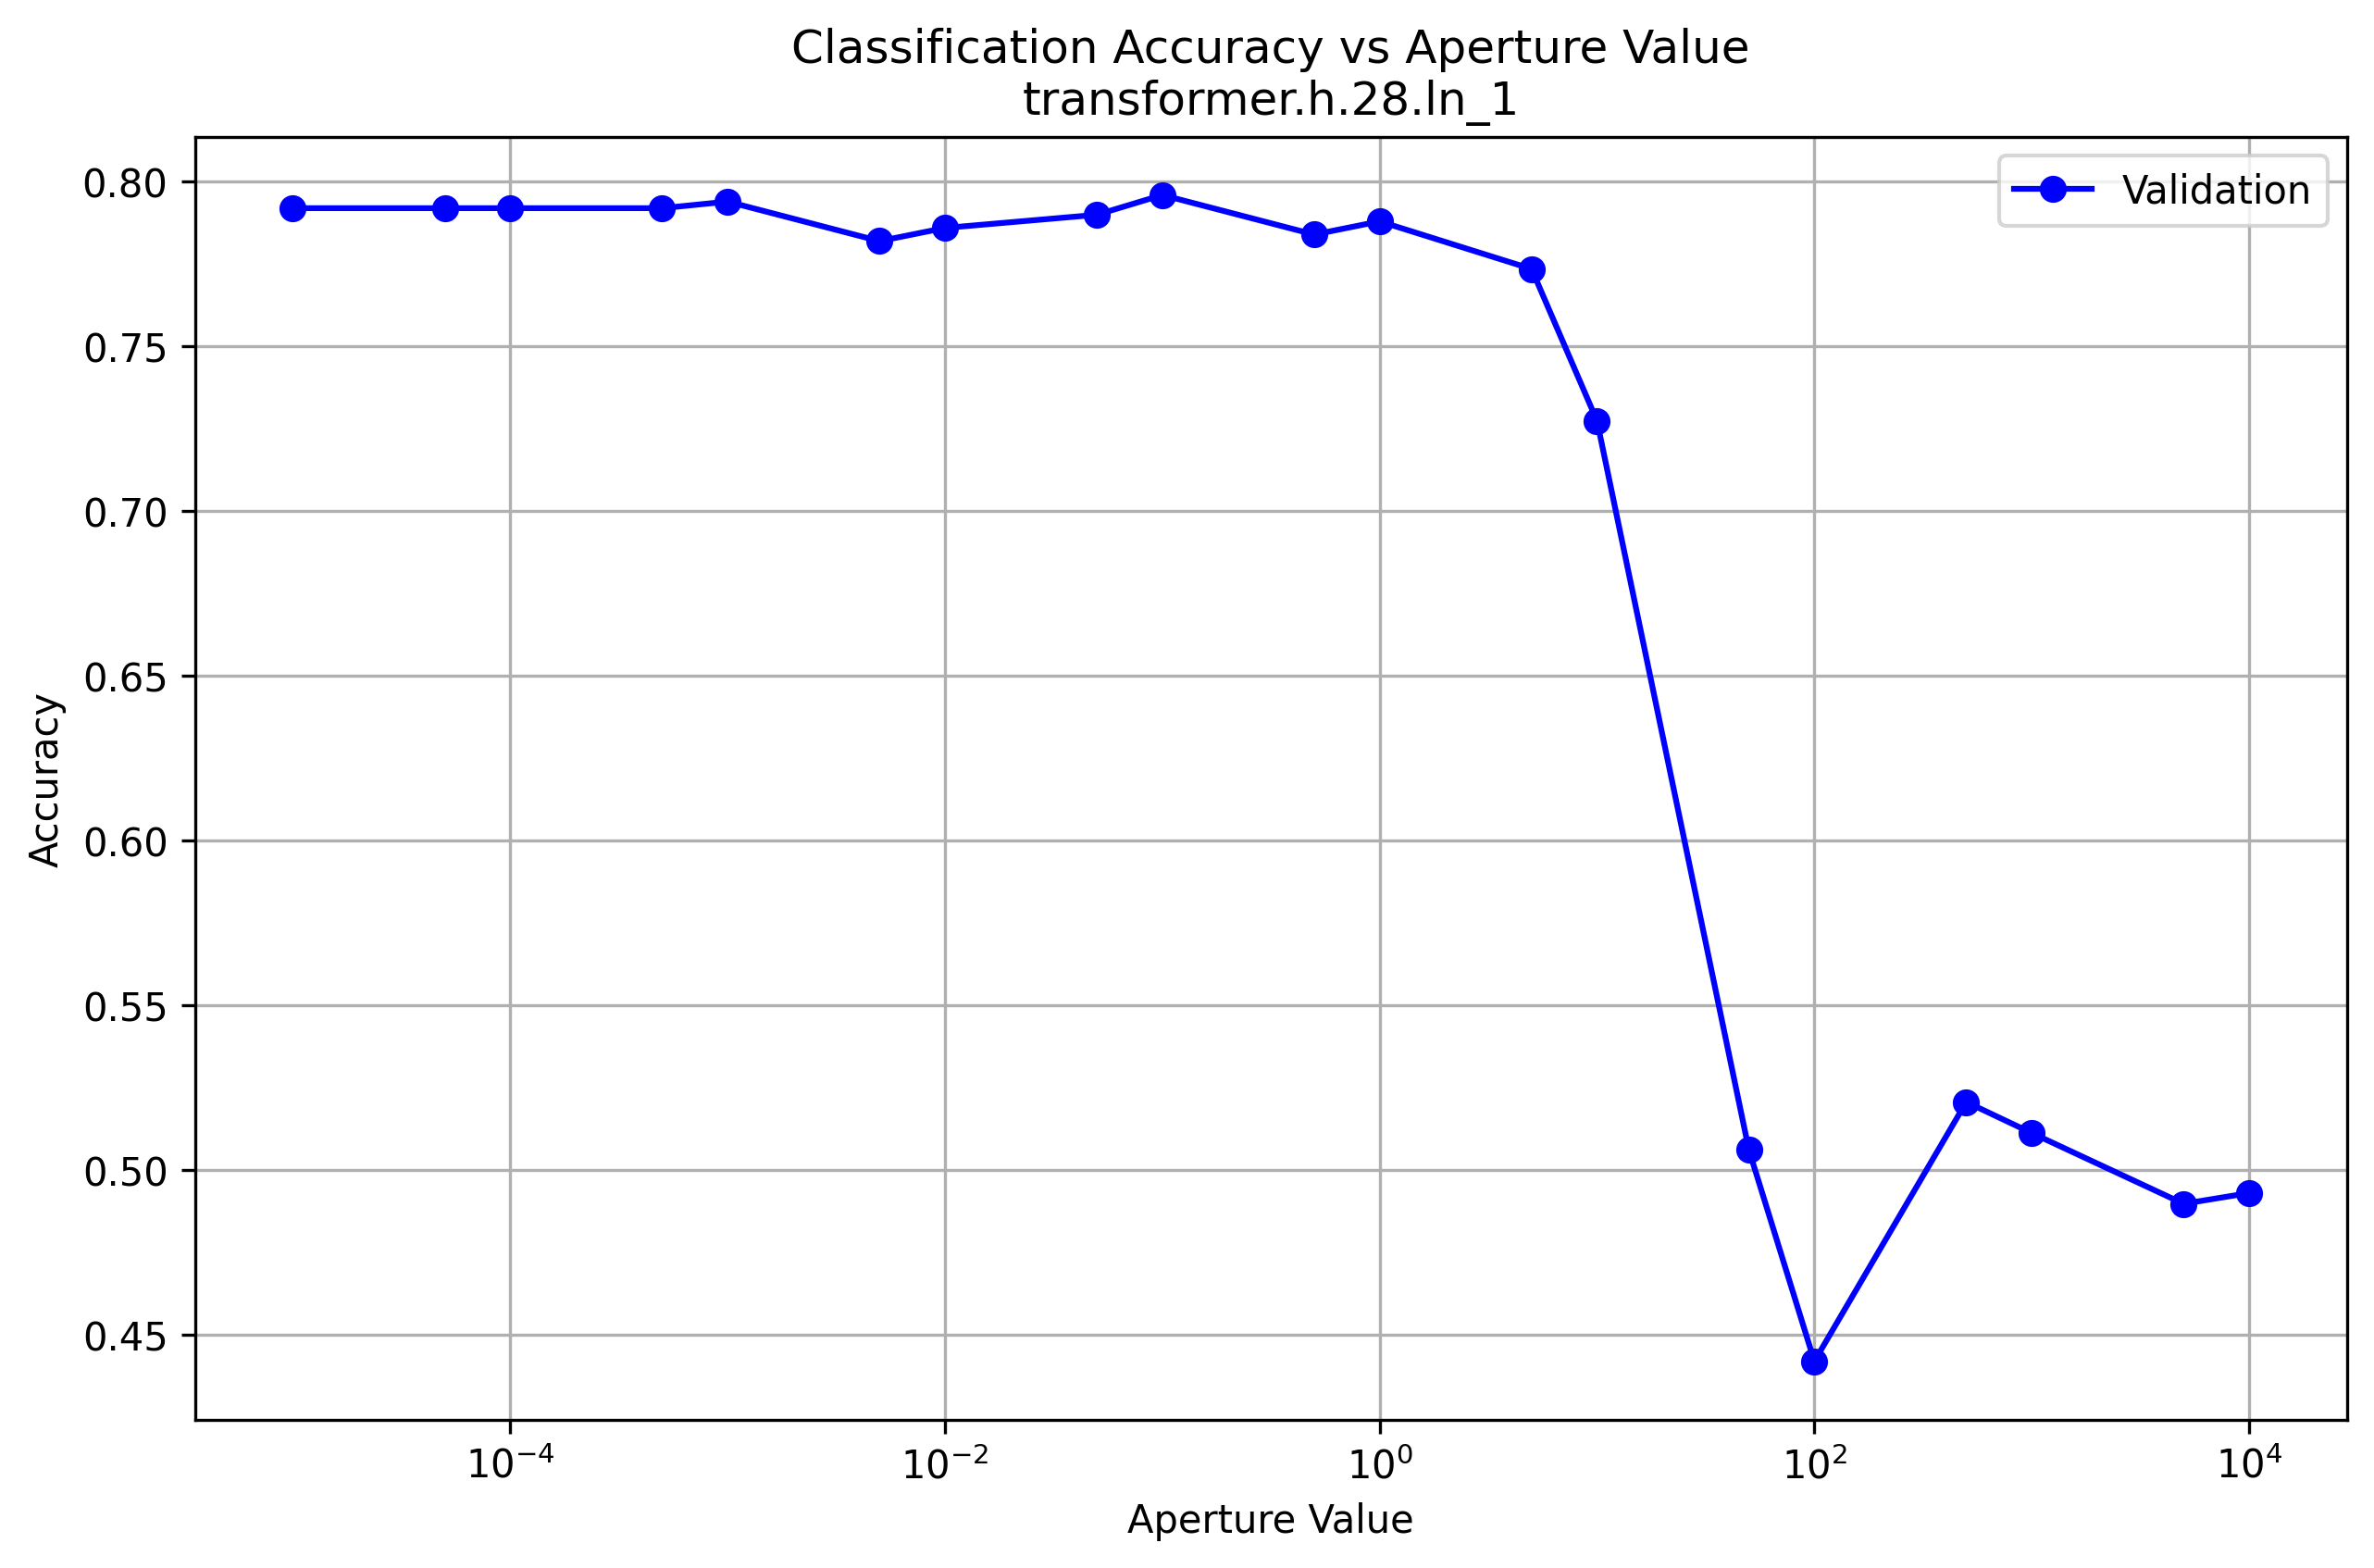 Classification Accuracy vs Aperture Value
transformer.h.28.ln_1
Validation
Accuracy
0.80
0.75
0.70
0.65
0.60
0.55
0.50
0.45
10⁻⁴
10⁻²
10⁰
10²
10⁴
Aperture Value